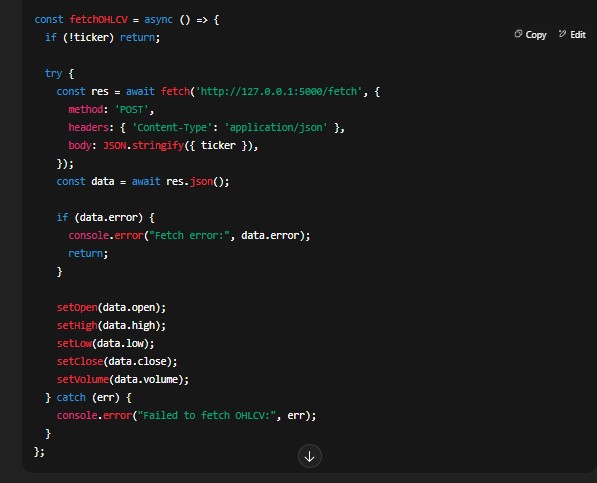 const fetchOHLCV = async () => {
  if (!ticker) return;
Copy Edit
  try {
    const res = await fetch('http://127.0.0.1:5000/fetch', {
      method: 'POST',
      headers: { 'Content-Type': 'application/json' },
      body: JSON.stringify({ ticker }),
    });
    const data = await res.json();
    if (data.error) {
      console.error("Fetch error:", data.error);
      return;
    }
    setOpen(data.open);
    setHigh(data.high);
    setLow(data.low);
    setClose(data.close);
    setVolume(data.volume);
  } catch (err) {
    console.error("Failed to fetch OHLCV:", err);
  }
};